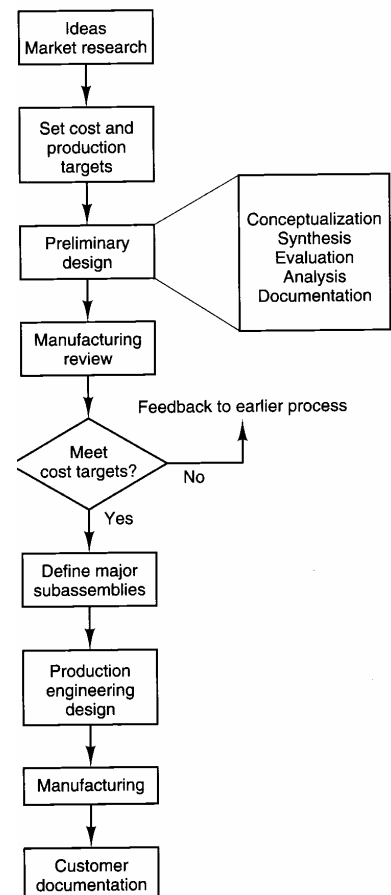 Ideas
Market research
Set cost and
production
targets
Preliminary
design
Conceptualization
Synthesis
Evaluation
Analysis
Documentation
Manufacturing
review
Feedback to earlier process
Meet
cost targets?
No
Yes
Define major
subassemblies
Production
engineering
design
Manufacturing
Customer
documentation